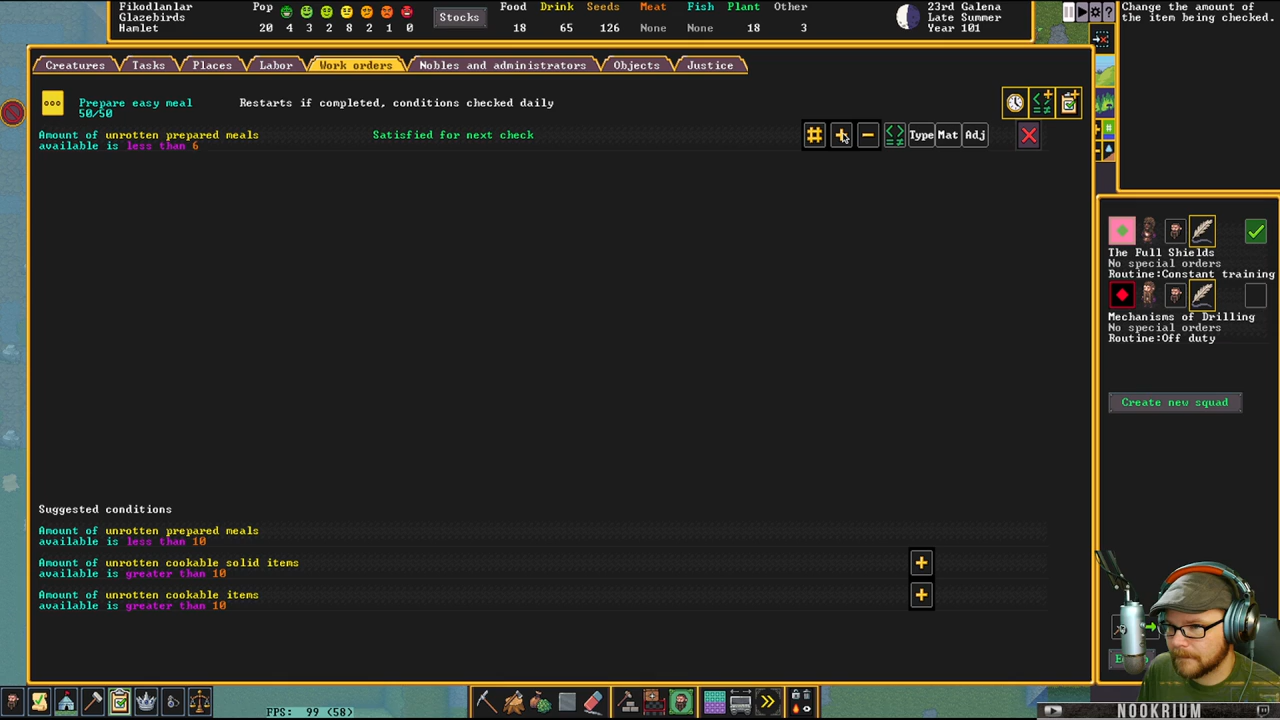 Fikodlanlar
Glazebirds
Hamlet
Pop
20 4 3 2 8 2 1 0
Stocks
Food Drink Seeds Meat Fish Plant Other
18 65 126 None None 18 3
23rd Galena
Late Summer
Year 101
Change the amount of
the item being checked.
Creatures Tasks Places Labor Work orders Nobles and administrators Objects Justice
Prepare easy meal Restarts if completed, conditions checked daily
50/50
Amount of unrotten prepared meals Satisfied for next check
available is less than 6
Type Mat Adj
The Full Shields
No special orders
Routine:Constant training
Mechanisms of Drilling
No special orders
Routine:Off duty
Create new squad
Suggested conditions
Amount of unrotten prepared meals
available is less than 10
Amount of unrotten cookable solid items
available is greater than 10
Amount of unrotten cookable items
available is greater than 10
FPS: 99 (58)
NOOKRIUM